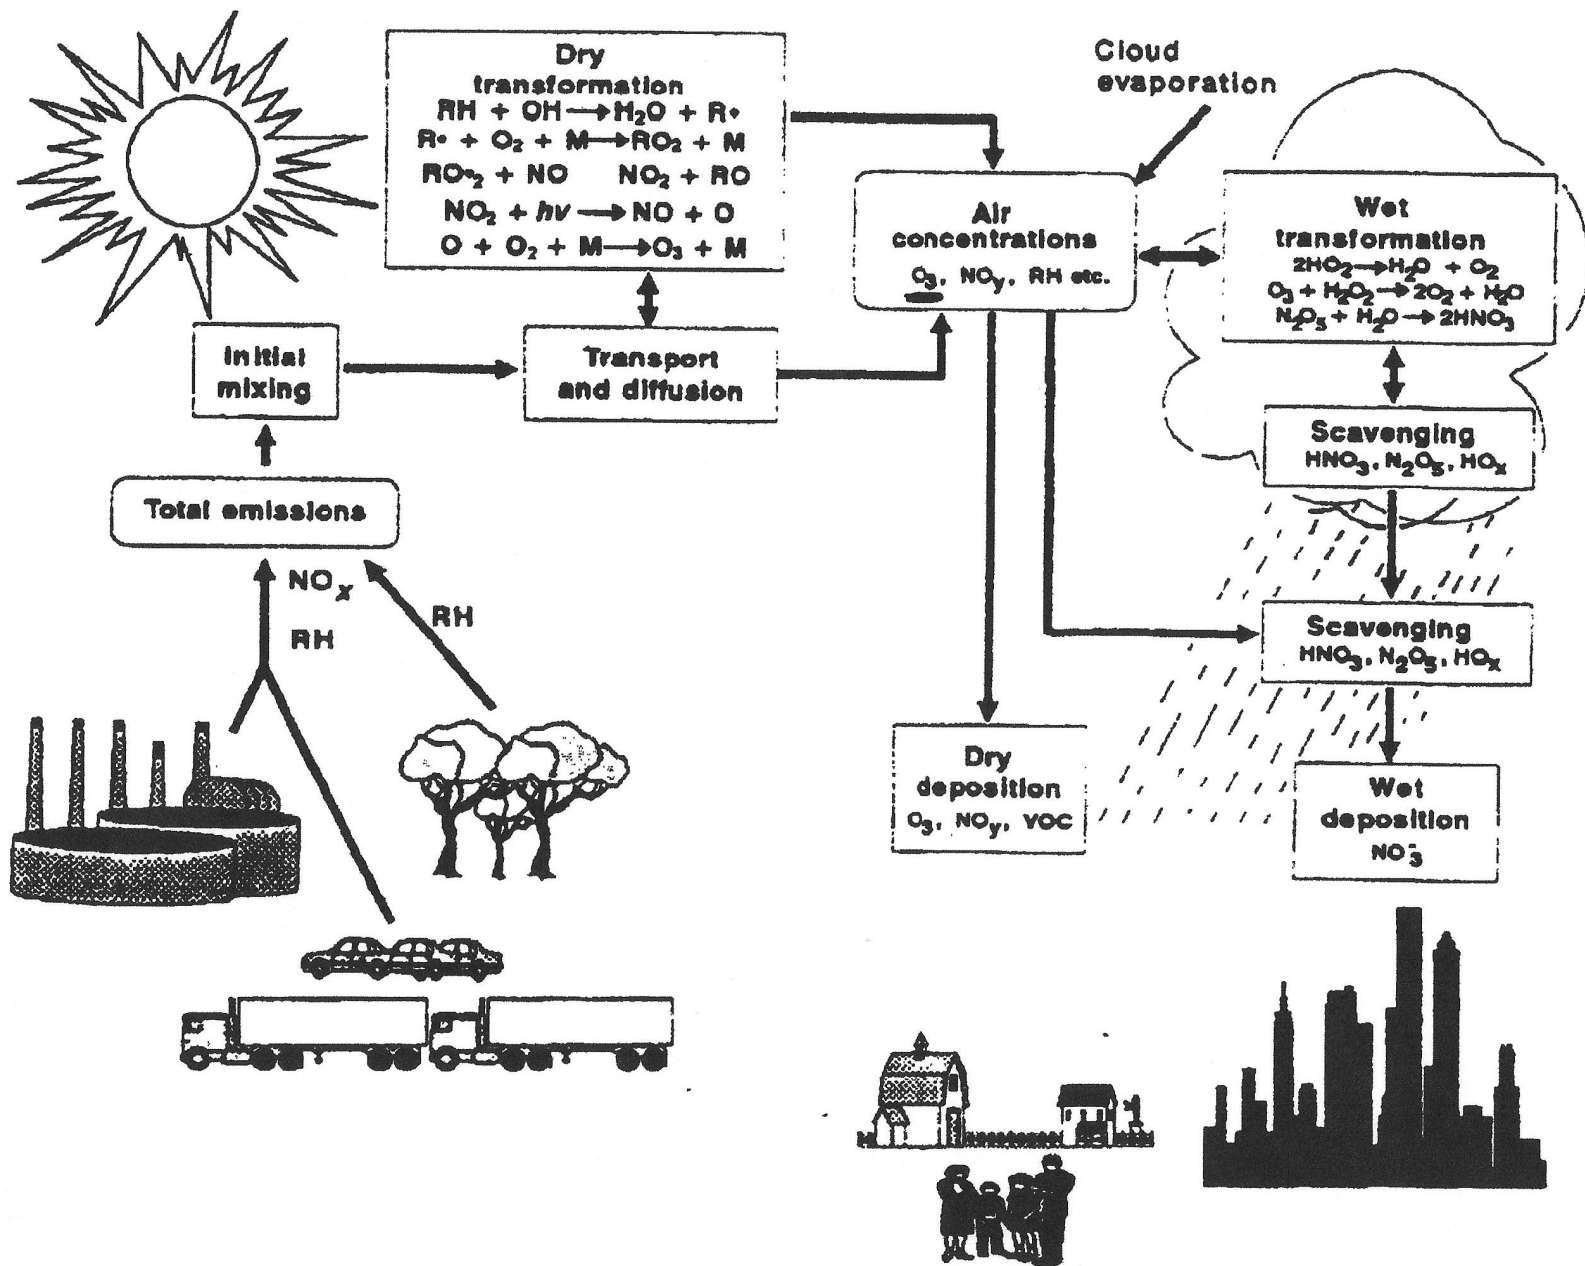 Dry
transformation
RH + OH → H₂O + R•
R• + O₂ + M → RO₂ + M
RO•₂ + NO NO₂ + RO
NO₂ + hν → NO + O
O + O₂ + M → O₃ + M
Cloud
evaporation
Air
concentrations
O₃, NOy, RH etc.
Wet
transformation
2HO₂ → H₂O + O₂
O₃ + H₂O₂ → 2O₂ + H₂O
N₂O₅ + H₂O → 2HNO₃
Initial
mixing
Transport
and diffusion
Scavenging
HNO₃, N₂O₅, HOx
Total emissions
NOx
RH
RH
Scavenging
HNO₃, N₂O₅, HOx
Dry
deposition
O₃, NOy, VOC
Wet
deposition
NO₃⁻